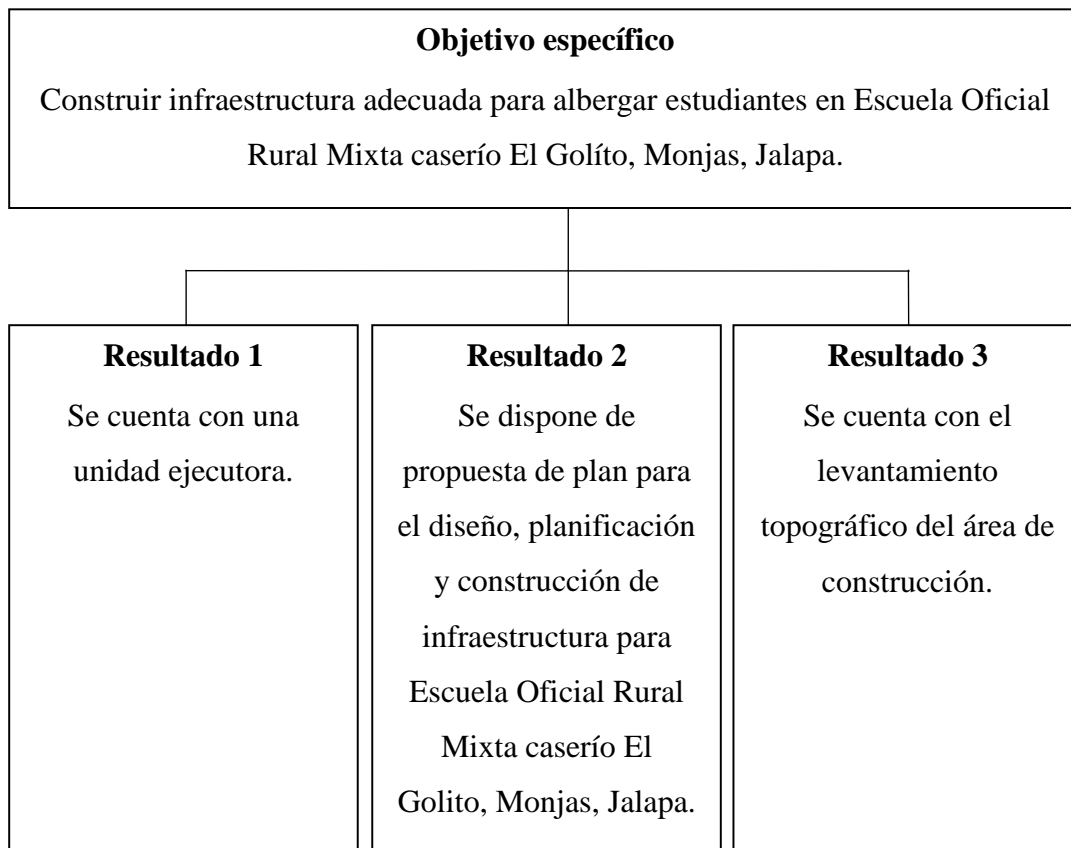 Objetivo específico
Construir infraestructura adecuada para albergar estudiantes en Escuela Oficial
Rural Mixta caserío El Golíto, Monjas, Jalapa.
Resultado 1
Se cuenta con una
unidad ejecutora.
Resultado 2
Se dispone de
propuesta de plan para
el diseño, planificación
y construcción de
infraestructura para
Escuela Oficial Rural
Mixta caserío El
Golito, Monjas, Jalapa.
Resultado 3
Se cuenta con el
levantamiento
topográfico del área de
construcción.